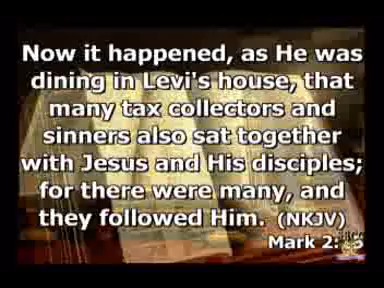 Now it happened, as He was
dining in Levi's house, that
many tax collectors and
sinners also sat together
with Jesus and His disciples;
for there were many, and
they followed Him. (NKJV)
Mark 2: